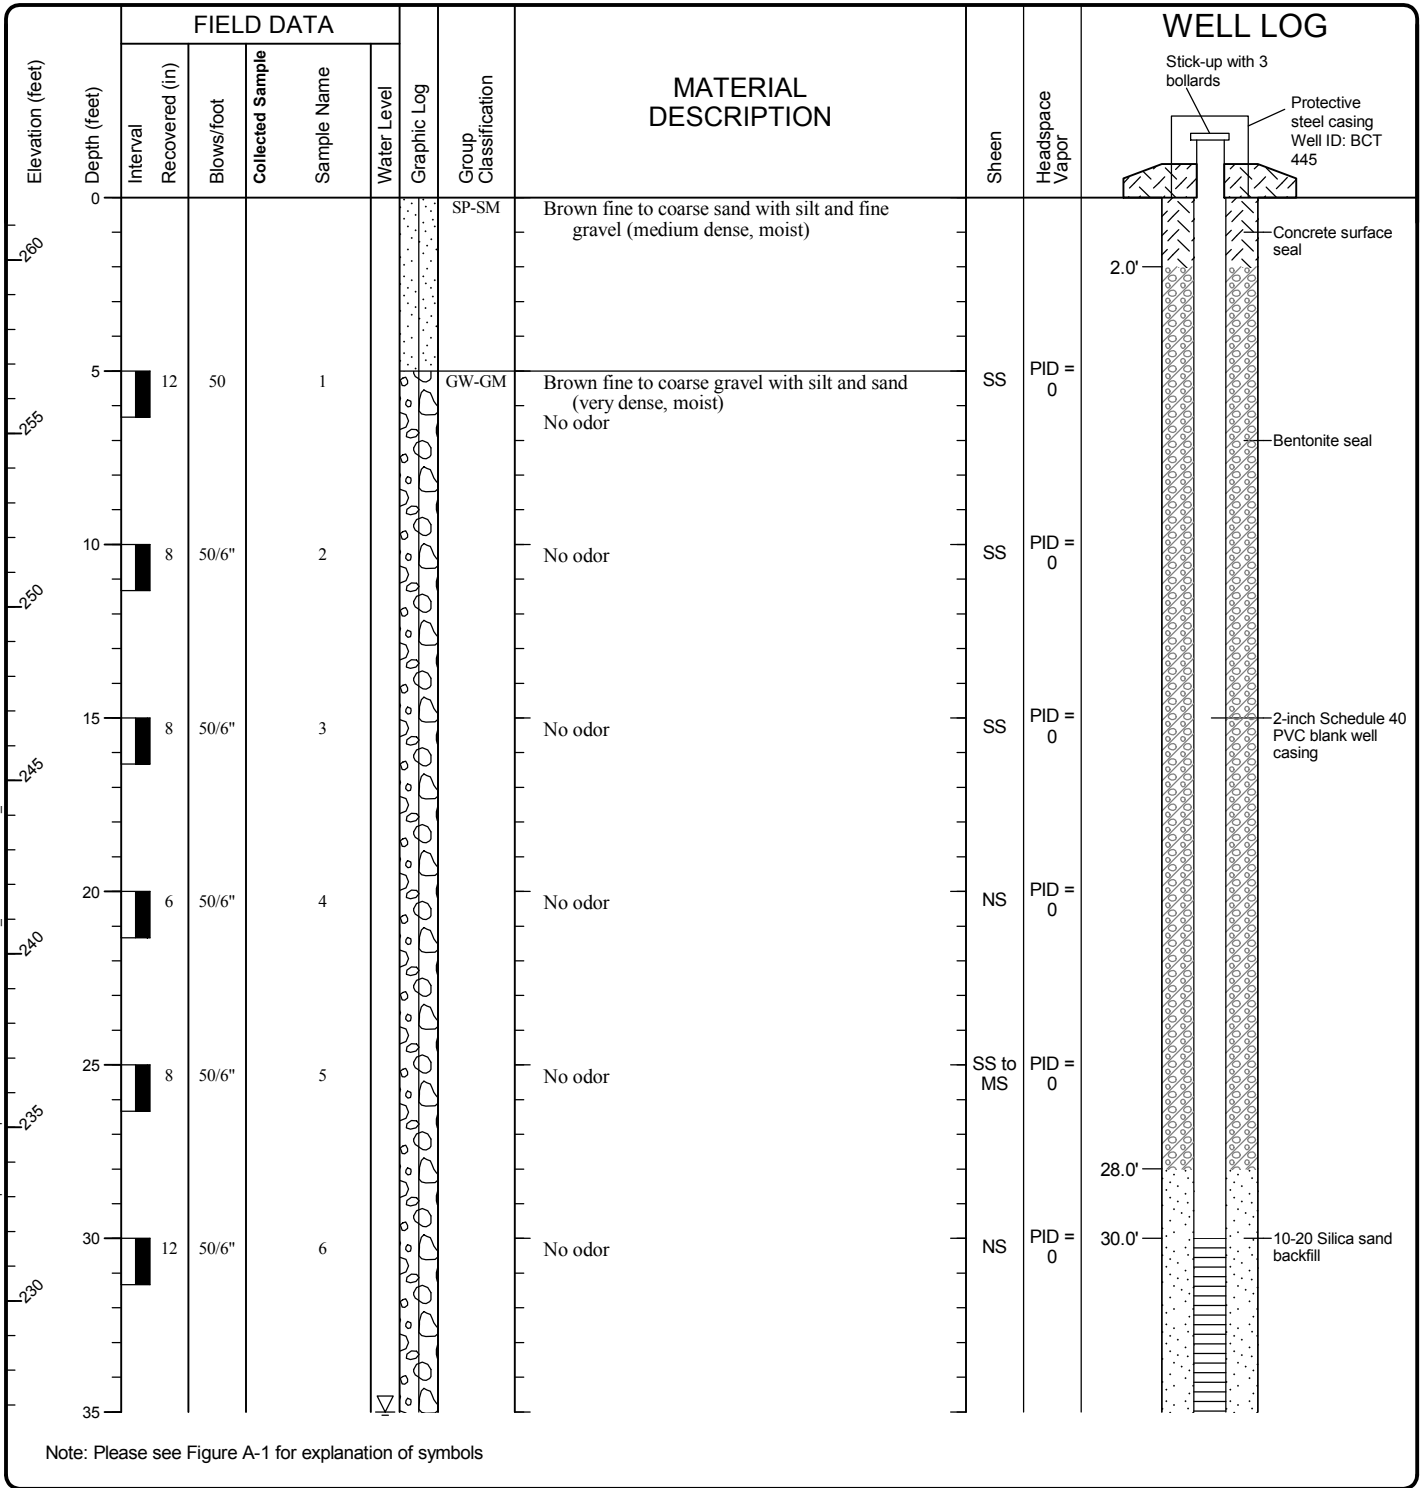 FIELD DATA
WELL LOG
Elevation (feet)
Depth (feet)
Interval
Recovered (in)
Blows/foot
Collected Sample
Sample Name
Water Level
Graphic Log
Group
Classification
MATERIAL
DESCRIPTION
Sheen
Headspace
Vapor
Stick-up with 3
bollards
Protective
steel casing
Well ID: BCT
445
0
SP-SM
Brown fine to coarse sand with silt and fine
gravel (medium dense, moist)
Concrete surface
seal
260
2.0'
5
12
50
1
GW-GM
Brown fine to coarse gravel with silt and sand
(very dense, moist)
No odor
SS
PID =
0
255
Bentonite seal
10
8
50/6"
2
No odor
SS
PID =
0
250
15
8
50/6"
3
No odor
SS
PID =
0
2-inch Schedule 40
PVC blank well
casing
245
20
6
50/6"
4
No odor
NS
PID =
0
240
25
8
50/6"
5
No odor
SS to
MS
PID =
0
235
28.0'
30
12
50/6"
6
No odor
NS
PID =
0
30.0'
10-20 Silica sand
backfill
230
35
Note: Please see Figure A-1 for explanation of symbols